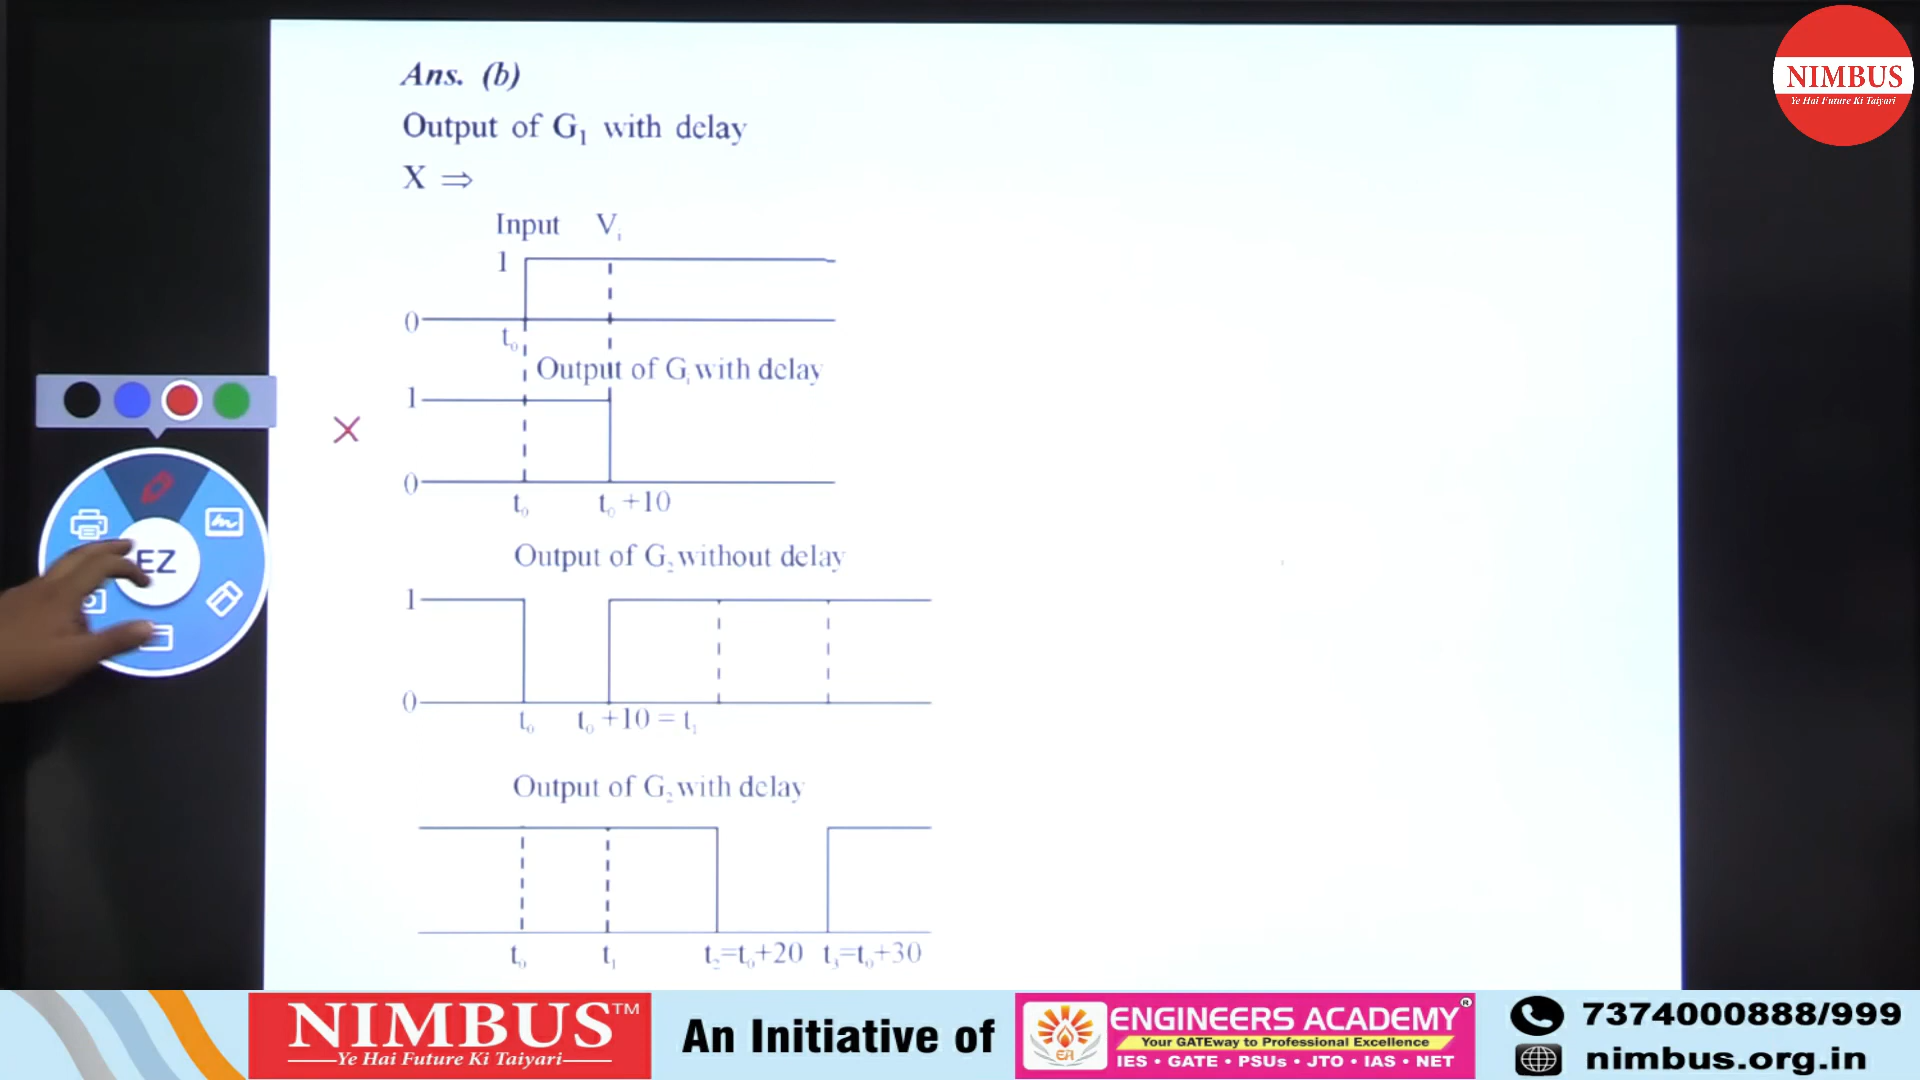 Ans. (b)
Output of G₁ with delay
X ⇒
Input Vᵢ
1
0
t₀
Output of Gᵢ with delay
1
X
0
t₀ t₀ +10
Output of G₂ without delay
1
0
t₀ t₀ +10 = t₁
Output of G₂ with delay
t₀ t₁ t₂=t₀+20 t₃=t₀+30
EZ
NIMBUS
Ye Hai Future Ki Taiyari
NIMBUS™
Ye Hai Future Ki Taiyari
An Initiative of
EA
ENGINEERS ACADEMY®
Your GATEway to Professional Excellence
IES • GATE • PSUs • JTO • IAS • NET
7374000888/999
nimbus.org.in